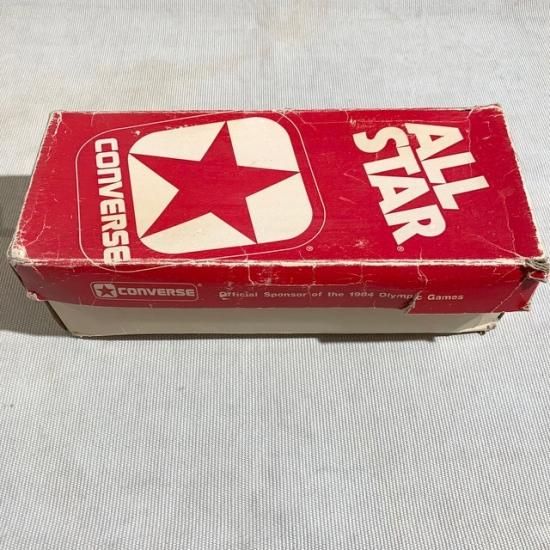 CONVERSE
®
ALL
STAR®
CONVERSE® Official Sponsor of the 1984 Olympic Games